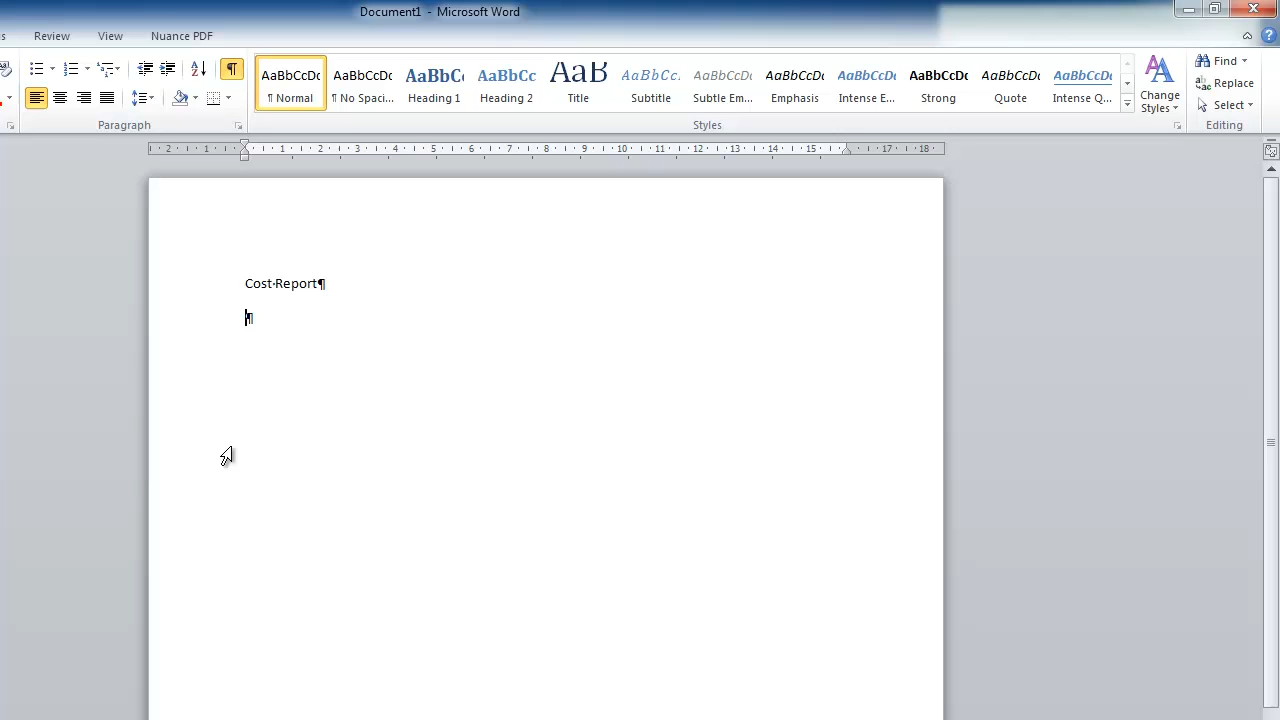 Document1 - Microsoft Word
s Review View Nuance PDF
AaBbCcDc AaBbCcDc AaBbC AaBbCc AaB AaBbCc. AaBbCcDc AaBbCcDc AaBbCcDc AaBbCcDc AaBbCcDc AaBbCcDc
¶ Normal ¶ No Spaci... Heading 1 Heading 2 Title Subtitle Subtle Em... Emphasis Intense E... Strong Quote Intense Q...
Change Styles
Find
Replace
Select
Paragraph Styles Editing
2 1 1 2 3 4 5 6 7 8 9 10 11 12 13 14 15 17 18
Cost·Report¶
¶